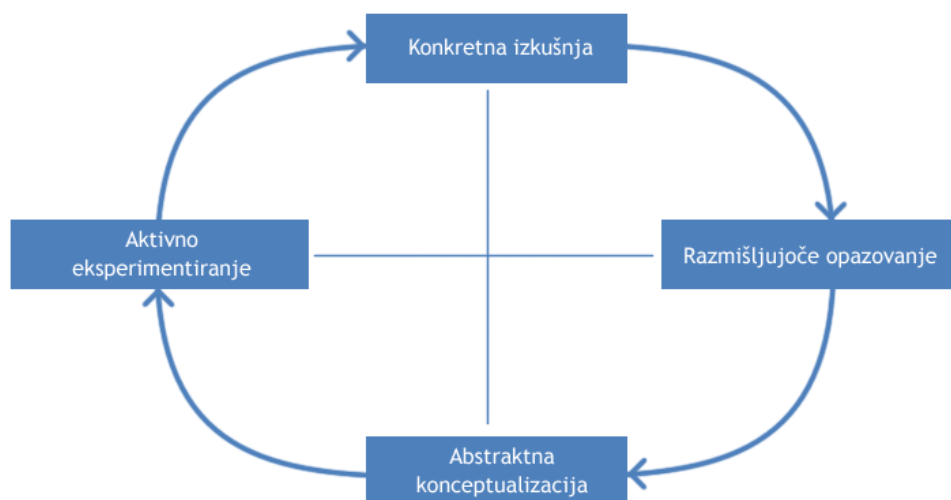 Konkretna izkušnja
Aktivno
eksperimentiranje
Razmišljujoče opazovanje
Abstraktna
konceptualizacija